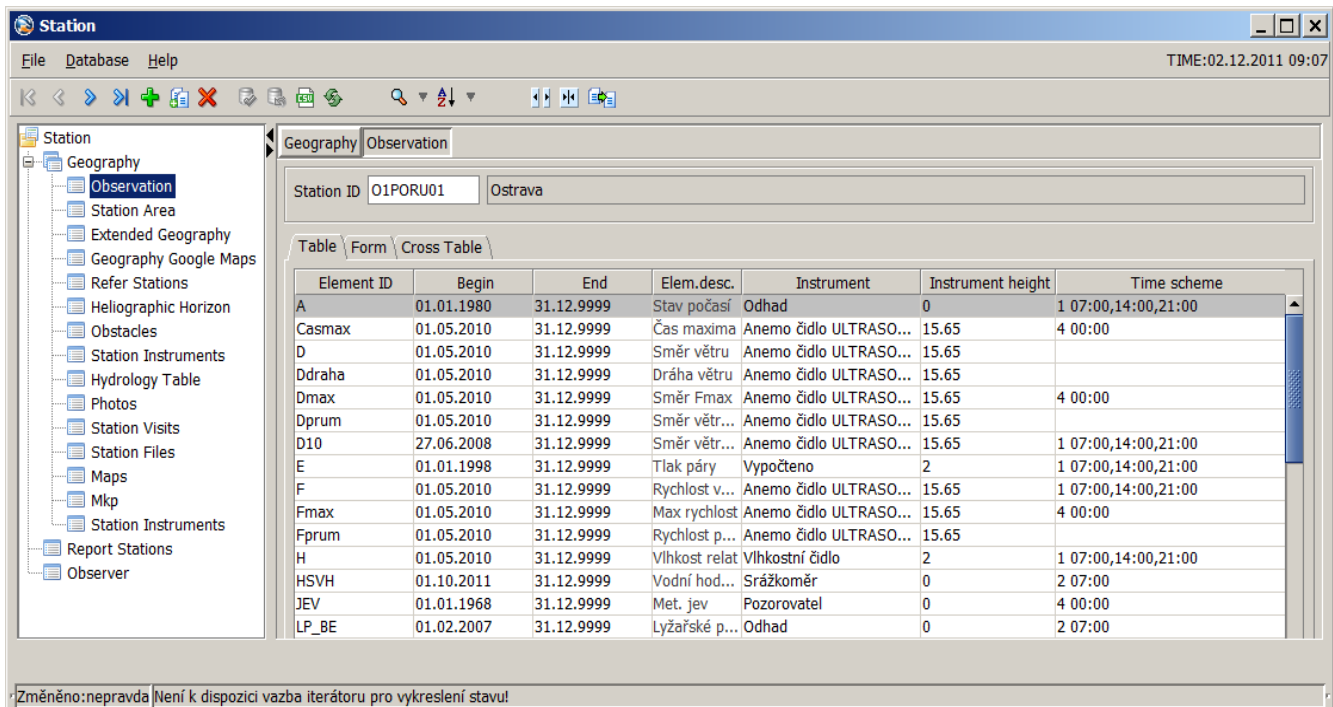 Station
File Database Help TIME:02.12.2011 09:07
Station
Geography
Observation
Station Area
Extended Geography
Geography Google Maps
Refer Stations
Heliographic Horizon
Obstacles
Station Instruments
Hydrology Table
Photos
Station Visits
Station Files
Maps
Mkp
Station Instruments
Report Stations
Observer
Geography Observation
Station ID O1PORU01 Ostrava
Table Form Cross Table
Element ID Begin End Elem.desc. Instrument Instrument height Time scheme
A 01.01.1980 31.12.9999 Stav počasí Odhad 0 1 07:00,14:00,21:00
Casmax 01.05.2010 31.12.9999 Čas maxima Anemo čidlo ULTRASO... 15.65 4 00:00
D 01.05.2010 31.12.9999 Směr větru Anemo čidlo ULTRASO... 15.65
Ddraha 01.05.2010 31.12.9999 Dráha větru Anemo čidlo ULTRASO... 15.65
Dmax 01.05.2010 31.12.9999 Směr Fmax Anemo čidlo ULTRASO... 15.65 4 00:00
Dprum 01.05.2010 31.12.9999 Směr větr... Anemo čidlo ULTRASO... 15.65
D10 27.06.2008 31.12.9999 Směr větr... Anemo čidlo ULTRASO... 15.65 1 07:00,14:00,21:00
E 01.01.1998 31.12.9999 Tlak páry Vypočteno 2 1 07:00,14:00,21:00
F 01.05.2010 31.12.9999 Rychlost v... Anemo čidlo ULTRASO... 15.65 1 07:00,14:00,21:00
Fmax 01.05.2010 31.12.9999 Max rychlost Anemo čidlo ULTRASO... 15.65 4 00:00
Fprum 01.05.2010 31.12.9999 Rychlost p... Anemo čidlo ULTRASO... 15.65
H 01.05.2010 31.12.9999 Vlhkost relat Vlhkostní čidlo 2 1 07:00,14:00,21:00
HSVH 01.10.2011 31.12.9999 Vodní hod... Srážkoměr 0 2 07:00
JEV 01.01.1968 31.12.9999 Met. jev Pozorovatel 0 4 00:00
LP_BE 01.02.2007 31.12.9999 Lyžařské p... Odhad 0 2 07:00
Změněno:nepravda Není k dispozici vazba iterátoru pro vykreslení stavu!